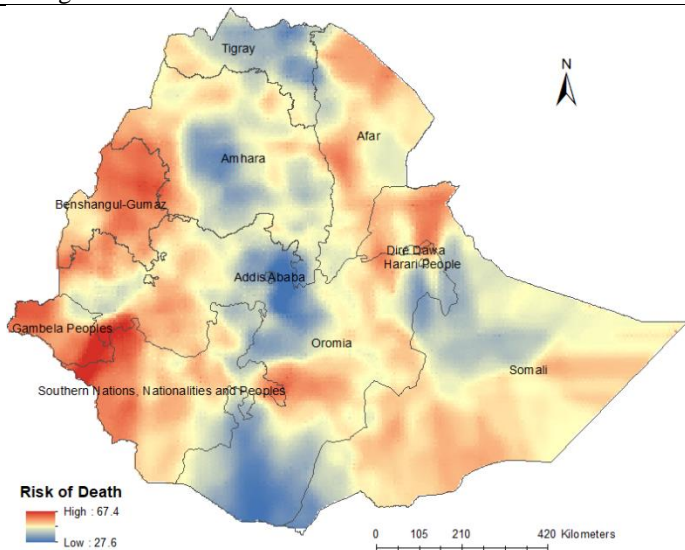 Tigray
N
Afar
Amhara
Benshangul-Gumaz
Dire Dawa
Harari People
Addis Ababa
Gambela Peoples
Oromia
Somali
Southern Nations, Nationalities and Peoples
Risk of Death
High : 67.4
Low : 27.6
0 105 210 420 Kilometers